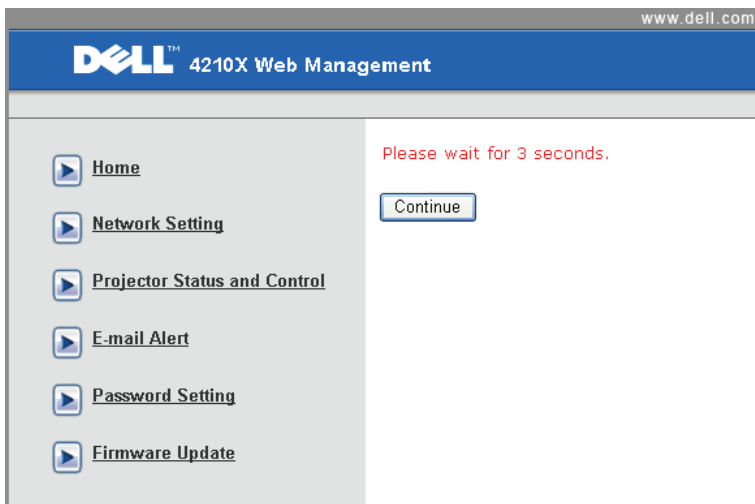 www.dell.com
DELL™ 4210X Web Management
Home
Network Setting
Projector Status and Control
E-mail Alert
Password Setting
Firmware Update
Please wait for 3 seconds.
Continue